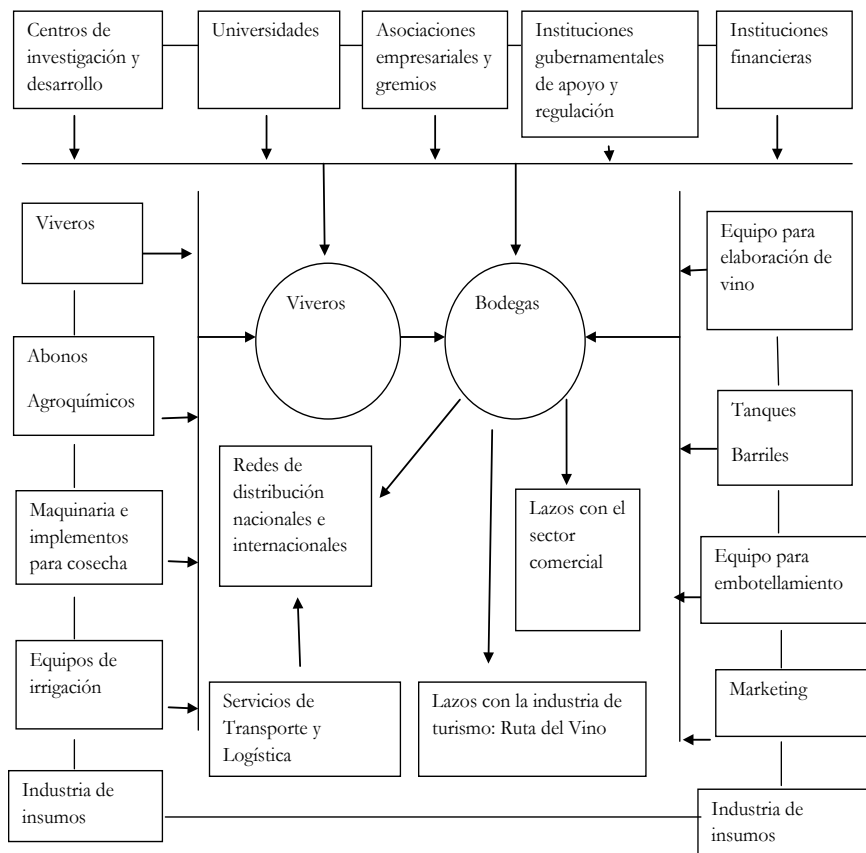 Centros de
investigación y
desarrollo
Universidades
Asociaciones
empresariales y
gremios
Instituciones
gubernamentales
de apoyo y
regulación
Instituciones
financieras
Viveros
Abonos
Agroquímicos
Maquinaria e
implementos
para cosecha
Equipos de
irrigación
Industria de
insumos
Viveros
Bodegas
Redes de
distribución
nacionales e
internacionales
Lazos con el
sector
comercial
Servicios de
Transporte y
Logística
Lazos con la industria de
turismo: Ruta del Vino
Equipo para
elaboración de
vino
Tanques
Barriles
Equipo para
embotellamiento
Marketing
Industria de
insumos